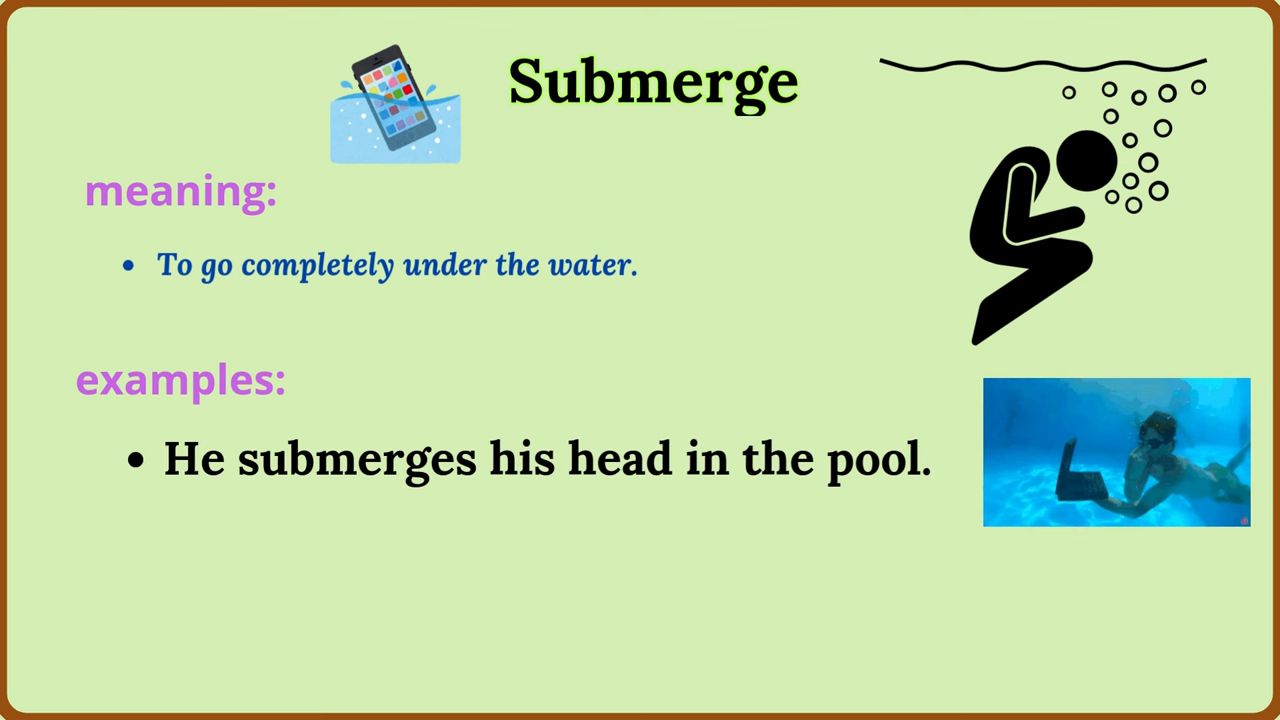 Submerge
meaning:
• To go completely under the water.
examples:
• He submerges his head in the pool.